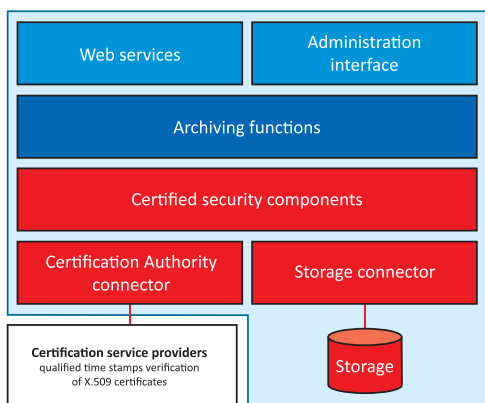 Web services
Administration
interface
Archiving functions
Certified security components
Certification Authority
connector
Storage connector
Certification service providers
qualified time stamps verification
of X.509 certificates
Storage